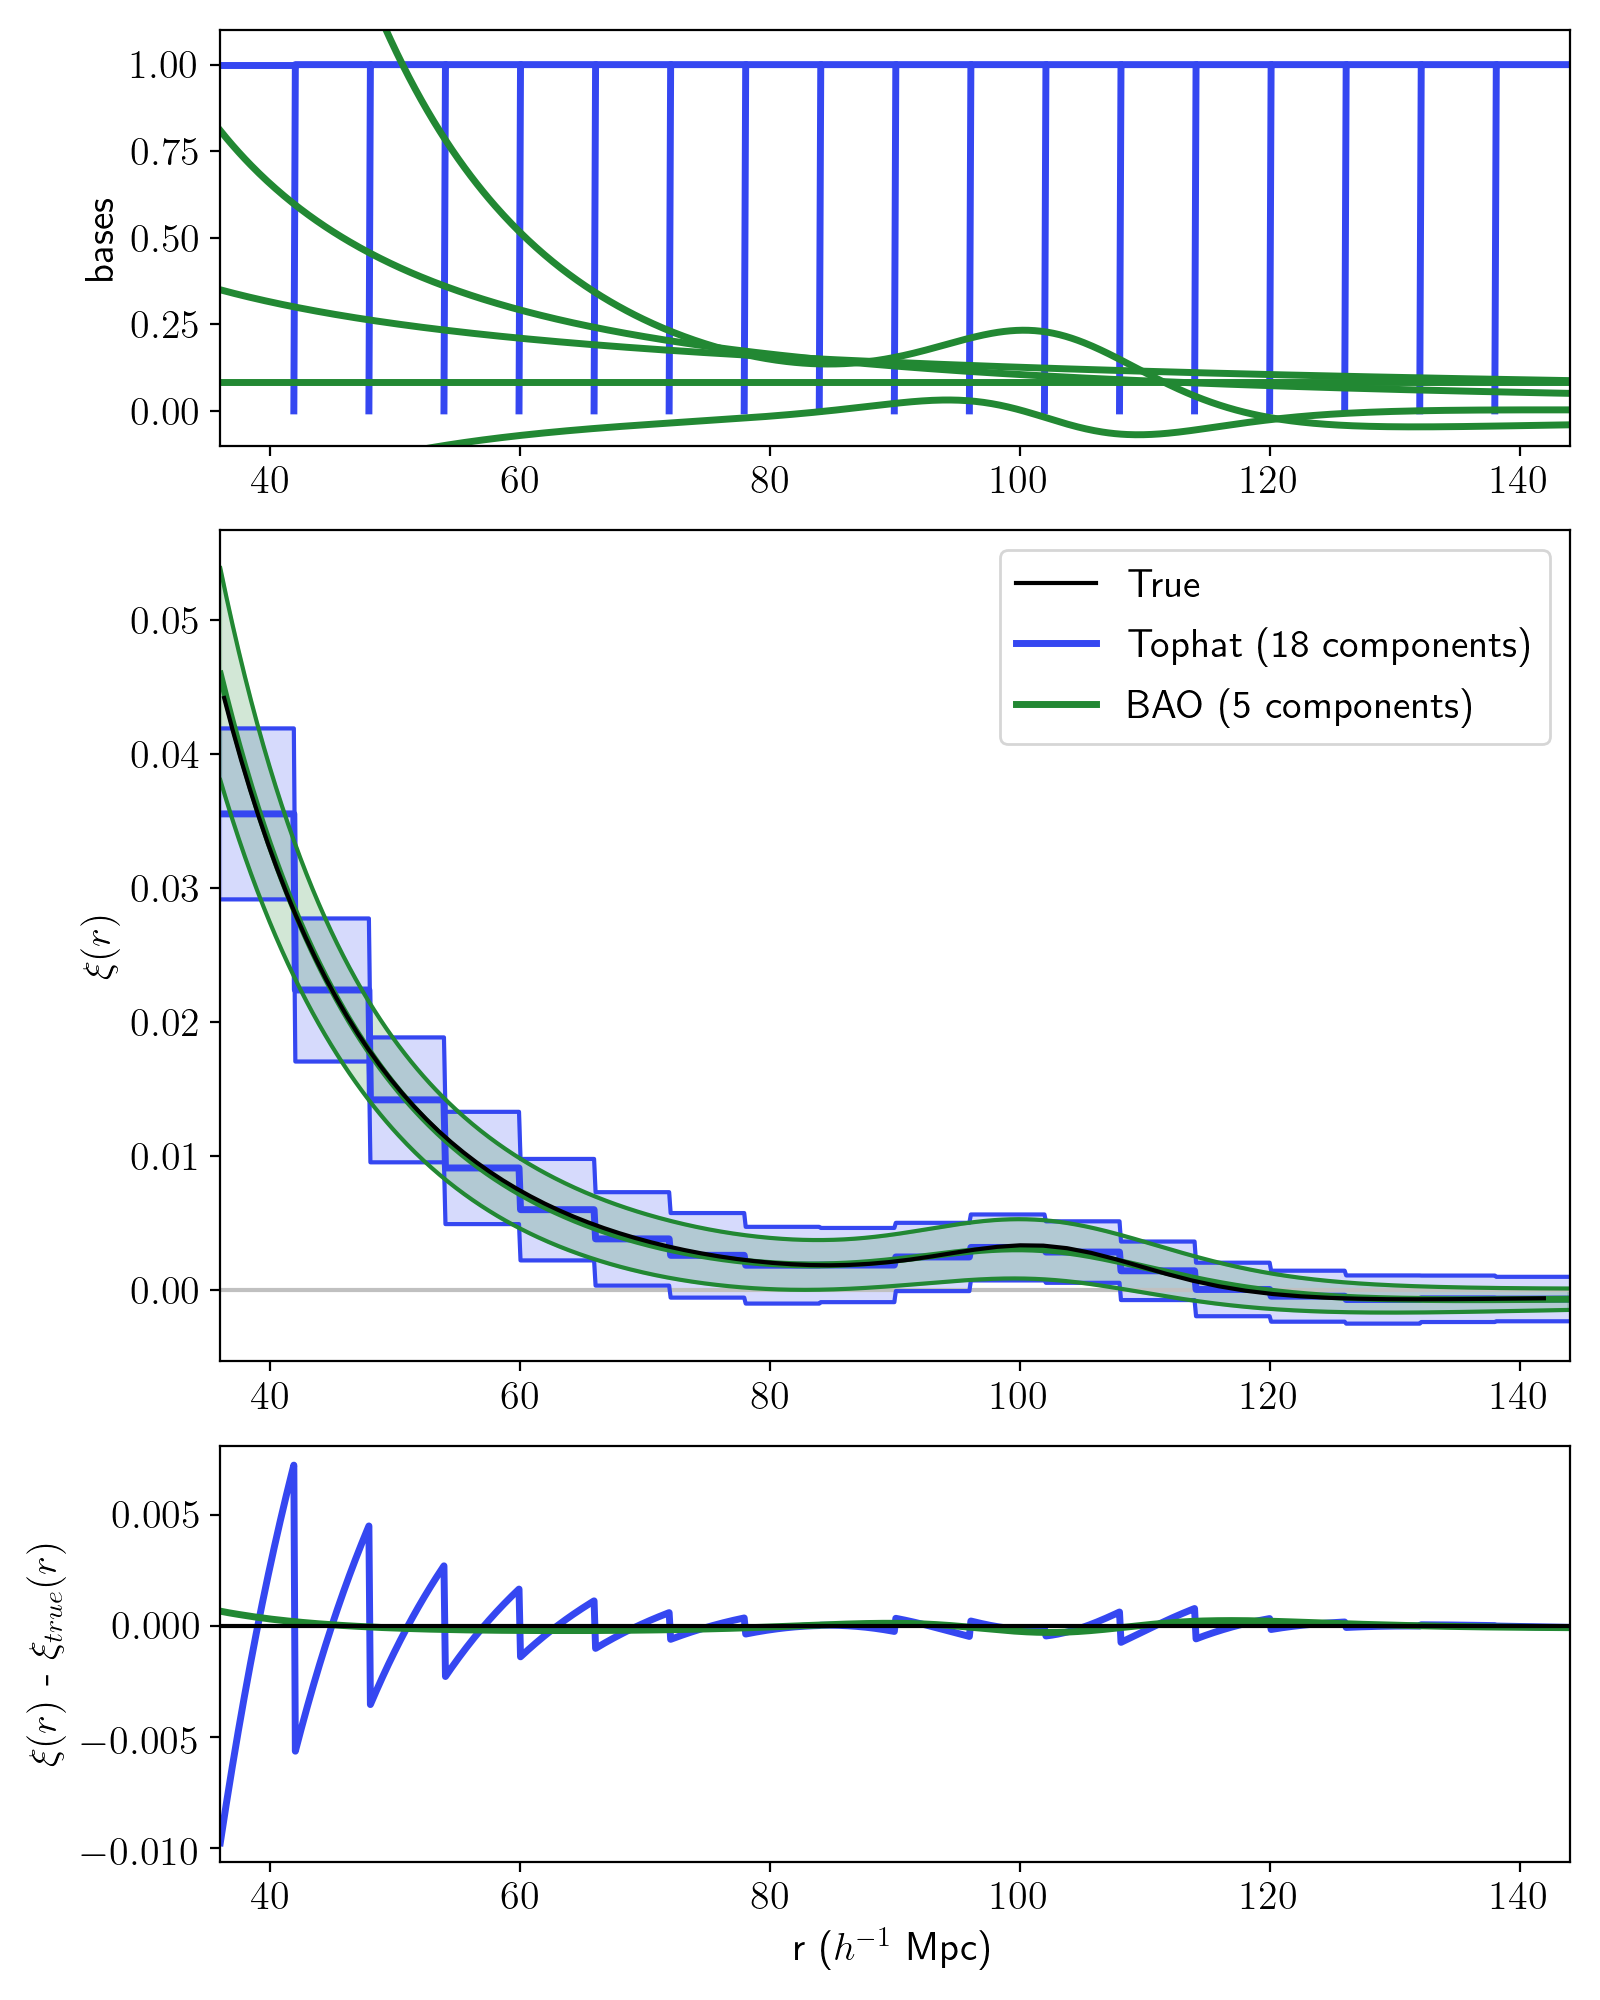 1.00
0.75
0.50
0.25
0.00
bases
40 60 80 100 120 140
True
Tophat (18 components)
BAO (5 components)
0.05
0.04
0.03
0.02
0.01
0.00
ξ(r)
40 60 80 100 120 140
0.005
0.000
−0.005
−0.010
ξ(r) - ξ_{true}(r)
40 60 80 100 120 140
r (h⁻¹ Mpc)